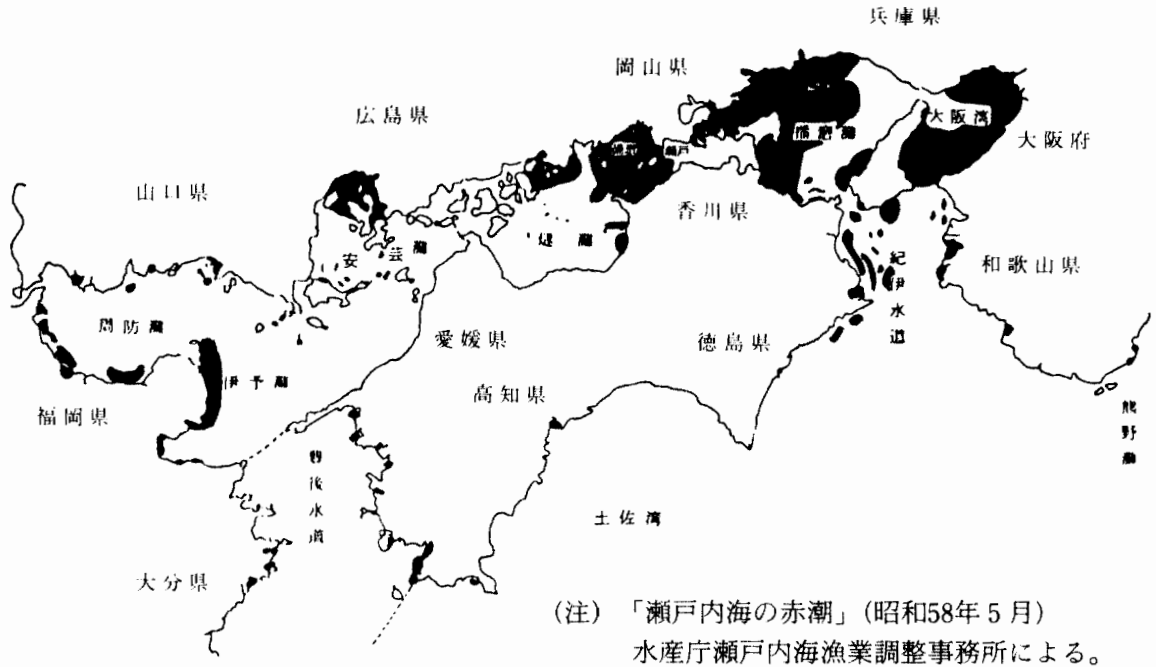 兵庫県
岡山県
広島県
大阪湾
播磨灘
大阪府
瀬戸
山口県
香川県
燧灘
安芸灘
紀伊水道
和歌山県
周防灘
愛媛県
徳島県
伊予灘
高知県
福岡県
熊野灘
豊後水道
土佐湾
大分県
(注) 「瀬戸内海の赤潮」(昭和58年5月)
水産庁瀬戸内海漁業調整事務所による。